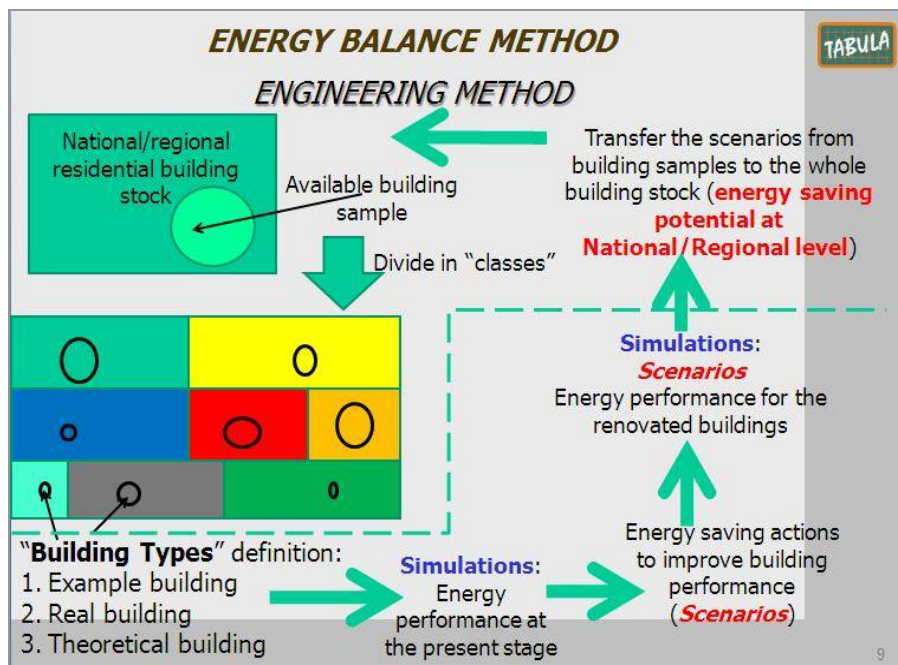 ENERGY BALANCE METHOD
TABULA
ENGINEERING METHOD
National/regional
residential building
stock
Available building
sample
Divide in “classes”
Transfer the scenarios from
building samples to the whole
building stock (energy saving
potential at
National/Regional level)
Simulations:
Scenarios
Energy performance for the
renovated buildings
“Building Types” definition:
1. Example building
2. Real building
3. Theoretical building
Simulations:
Energy
performance at
the present stage
Energy saving actions
to improve building
performance
(Scenarios)
9